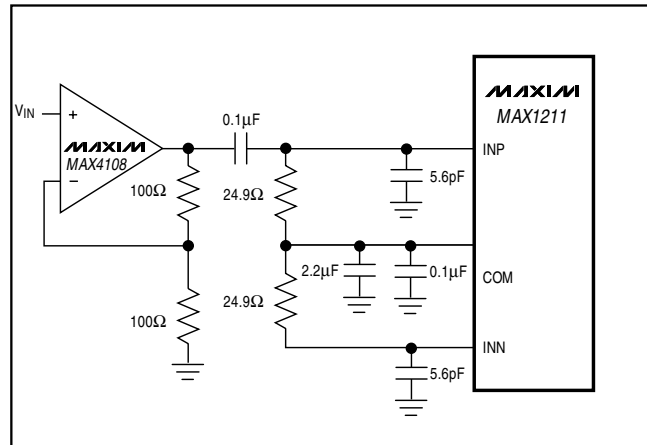 MAXIM
MAX1211
VIN
+
MAXIM
MAX4108
−
0.1µF
INP
5.6pF
100Ω
24.9Ω
2.2µF
0.1µF
COM
100Ω
24.9Ω
INN
5.6pF